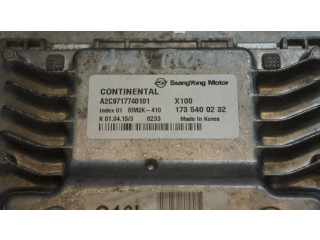 SsangYong Motor
CONTINENTAL
A2C9717740101 X100
Index 01 SIM2K-410 173 540 02 32
K 01.04.15/3 0233 Made in Korea